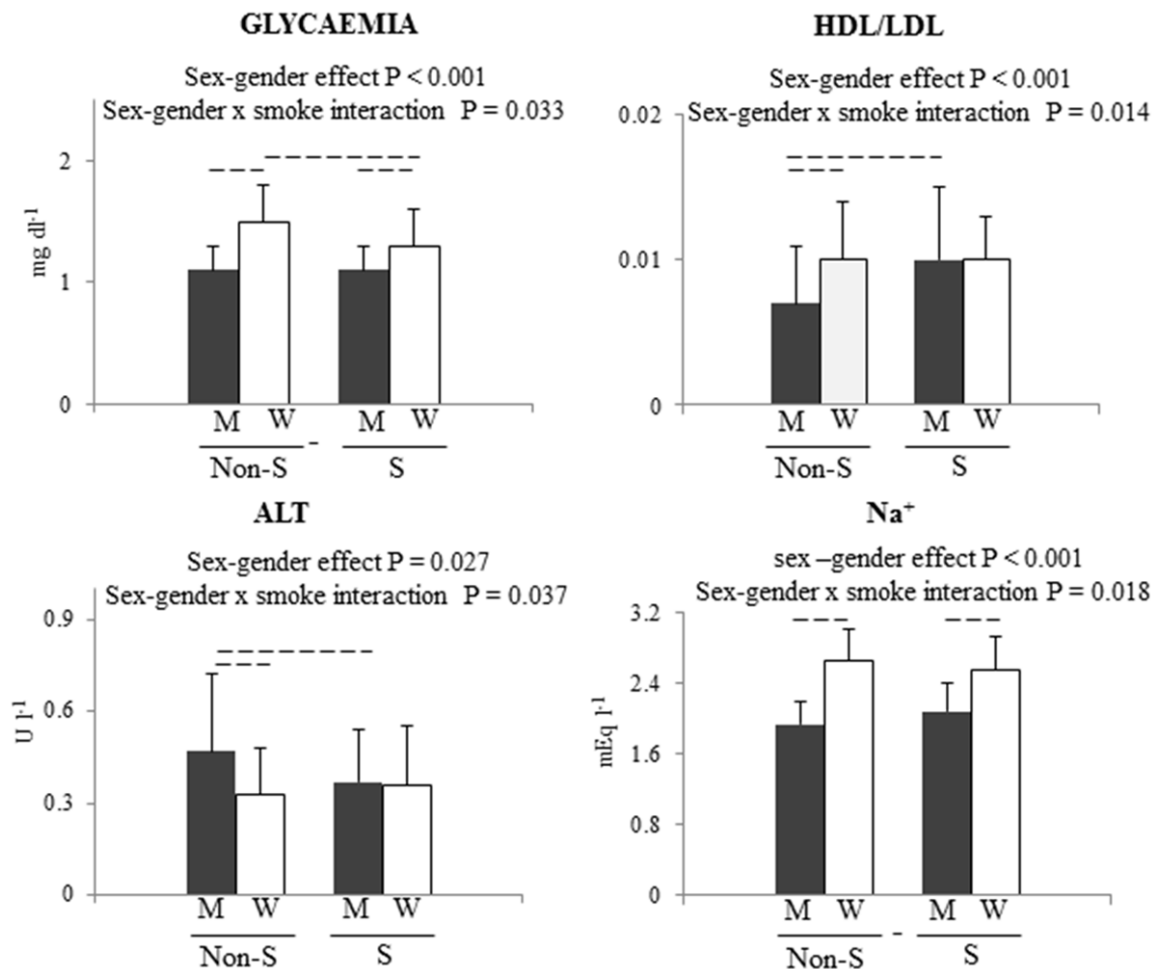 GLYCAEMIA
Sex-gender effect P < 0.001
Sex-gender x smoke interaction P = 0.033
mg dl⁻¹
2
1
0
M W M W
Non-S - S
HDL/LDL
Sex-gender effect P < 0.001
Sex-gender x smoke interaction P = 0.014
0.02
0.01
0
M W M W
Non-S S
ALT
Sex-gender effect P = 0.027
Sex-gender x smoke interaction P = 0.037
U l⁻¹
0.9
0.6
0.3
0
M W M W
Non-S S
Na⁺
sex –gender effect P < 0.001
Sex-gender x smoke interaction P = 0.018
mEq l⁻¹
3.2
2.4
1.6
0.8
0
M W M W
Non-S - S